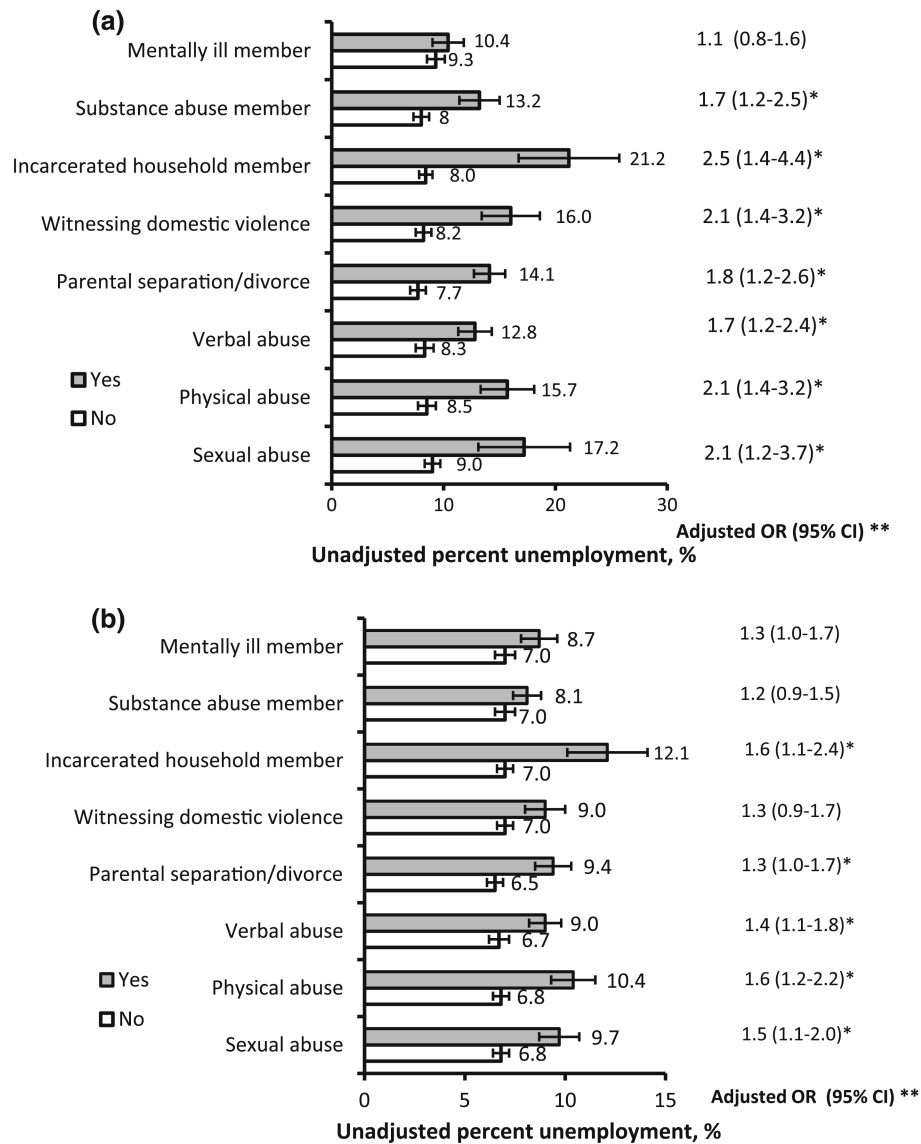 (a)
Mentally ill member 10.4 1.1 (0.8-1.6)
9.3
Substance abuse member 13.2 1.7 (1.2-2.5)*
8
Incarcerated household member 21.2 2.5 (1.4-4.4)*
8.0
Witnessing domestic violence 16.0 2.1 (1.4-3.2)*
8.2
Parental separation/divorce 14.1 1.8 (1.2-2.6)*
7.7
Verbal abuse 12.8 1.7 (1.2-2.4)*
8.3
Yes
Physical abuse 15.7 2.1 (1.4-3.2)*
No 8.5
Sexual abuse 17.2 2.1 (1.2-3.7)*
9.0
0 10 20 30
Adjusted OR (95% CI) **
Unadjusted percent unemployment, %
(b)
Mentally ill member 8.7 1.3 (1.0-1.7)
7.0
Substance abuse member 8.1 1.2 (0.9-1.5)
7.0
Incarcerated household member 12.1 1.6 (1.1-2.4)*
7.0
Witnessing domestic violence 9.0 1.3 (0.9-1.7)
7.0
Parental separation/divorce 9.4 1.3 (1.0-1.7)*
6.5
Verbal abuse 9.0 1.4 (1.1-1.8)*
6.7
Yes
Physical abuse 10.4 1.6 (1.2-2.2)*
No 6.8
Sexual abuse 9.7 1.5 (1.1-2.0)*
6.8
0 5 10 15
Adjusted OR (95% CI) **
Unadjusted percent unemployment, %